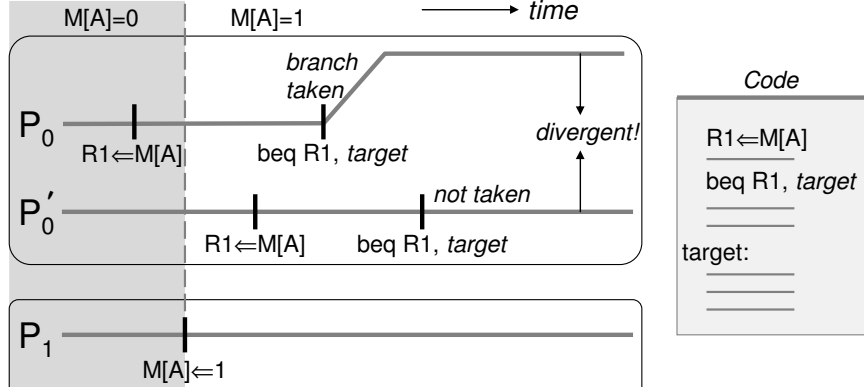 M[A]=0 M[A]=1 time
branch
taken
P0
R1⇐M[A] beq R1, target
divergent!
P0′
not taken
R1⇐M[A] beq R1, target
P1
M[A]⇐1
Code
R1⇐M[A]
beq R1, target
target: